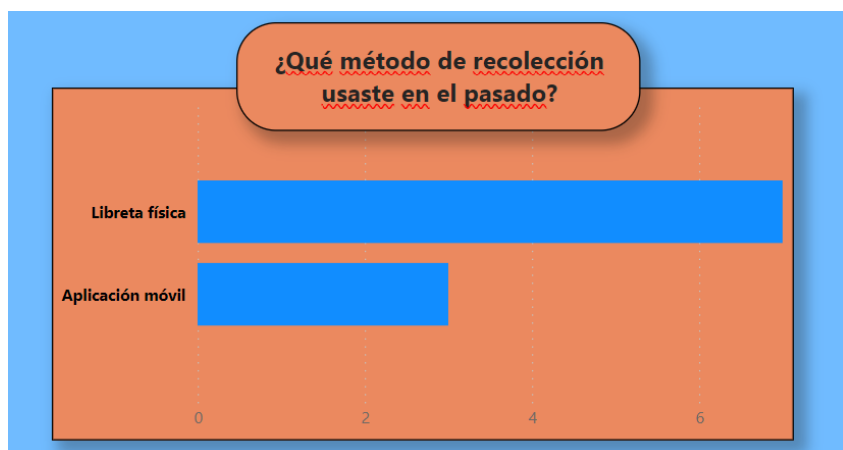 ¿Qué método de recolección
usaste en el pasado?
Libreta física
Aplicación móvil
0 2 4 6